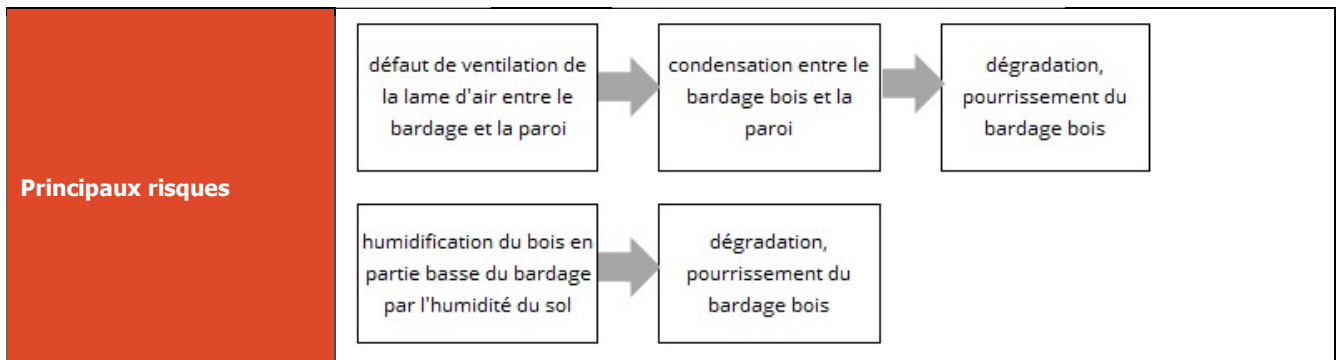 Principaux risques
défaut de ventilation de
la lame d'air entre le
bardage et la paroi
condensation entre le
bardage bois et la
paroi
dégradation,
pourrissement du
bardage bois
humidification du bois en
partie basse du bardage
par l'humidité du sol
dégradation,
pourrissement du
bardage bois